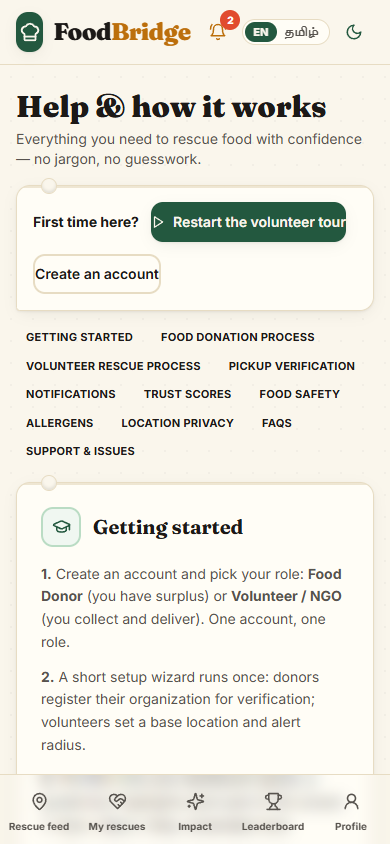 FoodBridge
2
EN தமிழ்
Help & how it works
Everything you need to rescue food with confidence
— no jargon, no guesswork.
First time here? Restart the volunteer tour
Create an account
GETTING STARTED FOOD DONATION PROCESS
VOLUNTEER RESCUE PROCESS PICKUP VERIFICATION
NOTIFICATIONS TRUST SCORES FOOD SAFETY
ALLERGENS LOCATION PRIVACY FAQS
SUPPORT & ISSUES
Getting started
1. Create an account and pick your role: Food
Donor (you have surplus) or Volunteer / NGO
(you collect and deliver). One account, one
role.
2. A short setup wizard runs once: donors
register their organization for verification;
volunteers set a base location and alert
radius.
Rescue feed My rescues Impact Leaderboard Profile